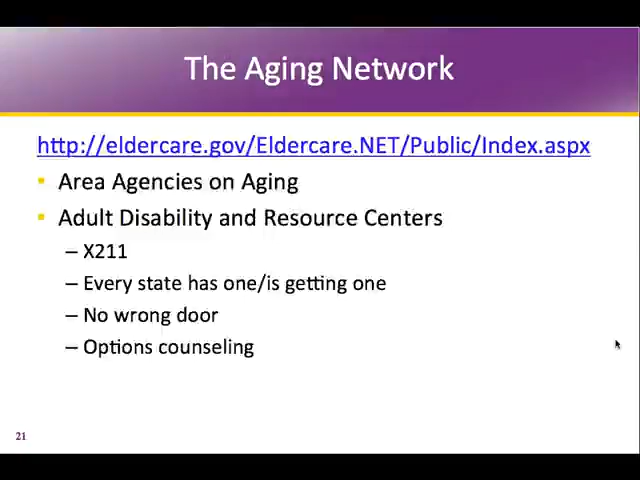 The Aging Network
http://eldercare.gov/Eldercare.NET/Public/Index.aspx
▪ Area Agencies on Aging
▪ Adult Disability and Resource Centers
– X211
– Every state has one/is getting one
– No wrong door
– Options counseling
21